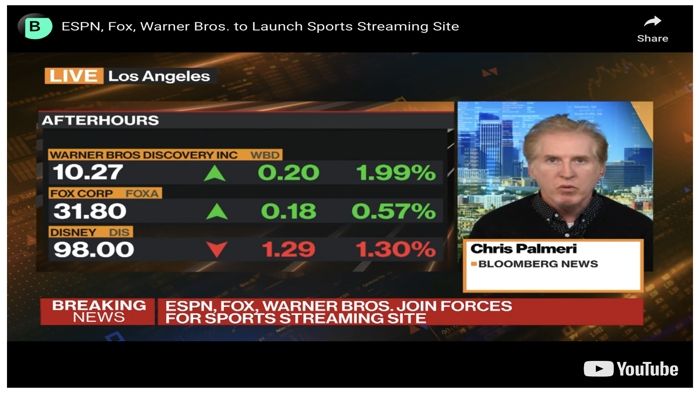 B
ESPN, Fox, Warner Bros. to Launch Sports Streaming Site
Share
LIVE Los Angeles
AFTERHOURS
WARNER BROS DISCOVERY INC WBD
10.27 0.20 1.99%
FOX CORP FOXA
31.80 0.18 0.57%
DISNEY DIS
98.00 1.29 1.30%
Chris Palmeri
BLOOMBERG NEWS
BREAKING NEWS
ESPN, FOX, WARNER BROS. JOIN FORCES
FOR SPORTS STREAMING SITE
YouTube